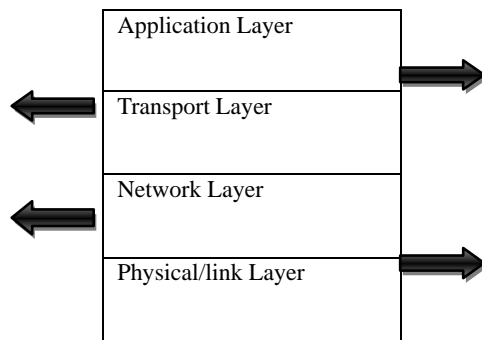 Application Layer
Transport Layer
Network Layer
Physical/link Layer